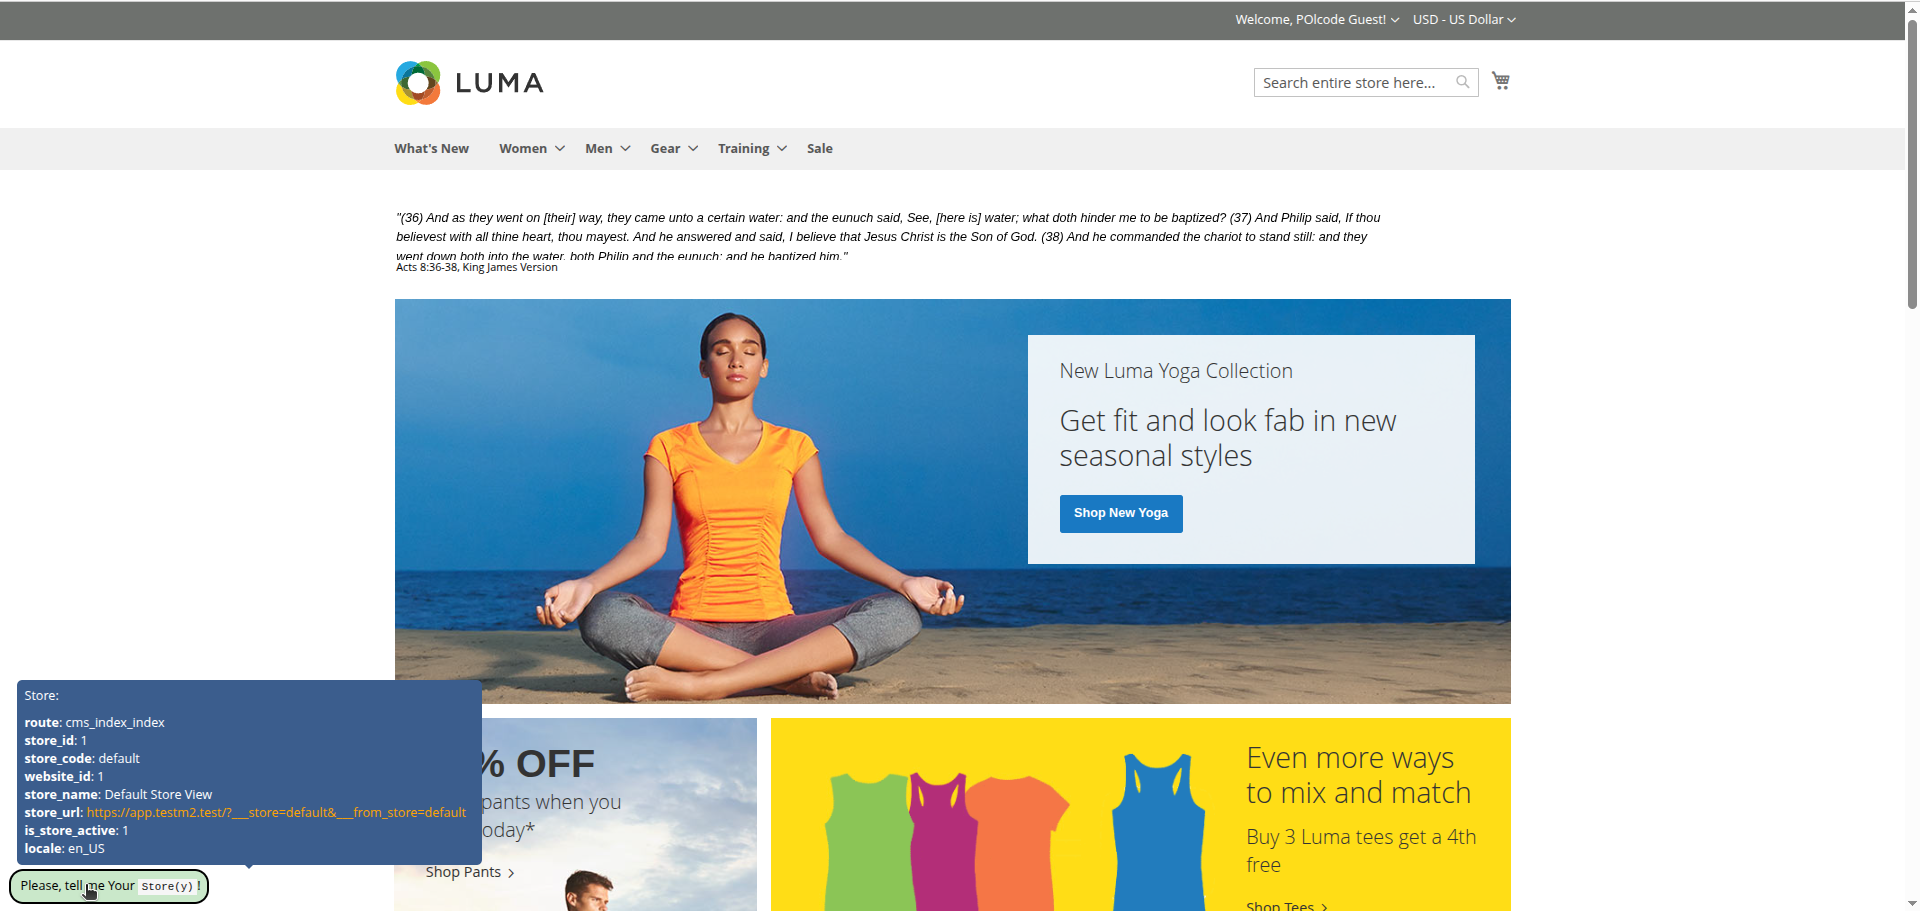 Welcome, POlcode Guest! USD - US Dollar
LUMA
Search entire store here...
What's New Women Men Gear Training Sale
"(36) And as they went on [their] way, they came unto a certain water: and the eunuch said, See, [here is] water; what doth hinder me to be baptized? (37) And Philip said, If thou
believest with all thine heart, thou mayest. And he answered and said, I believe that Jesus Christ is the Son of God. (38) And he commanded the chariot to stand still: and they
went down both into the water, both Philip and the eunuch; and he baptized him."
Acts 8:36-38, King James Version
New Luma Yoga Collection
Get fit and look fab in new
seasonal styles
Shop New Yoga
% OFF
pants when you
oday*
Shop Pants
Even more ways
to mix and match
Buy 3 Luma tees get a 4th
free
Shop Tees
Store:
route: cms_index_index
store_id: 1
store_code: default
website_id: 1
store_name: Default Store View
store_url: https://app.testm2.test/?___store=default&___from_store=default
is_store_active: 1
locale: en_US
Please, tell me Your Store(y) !